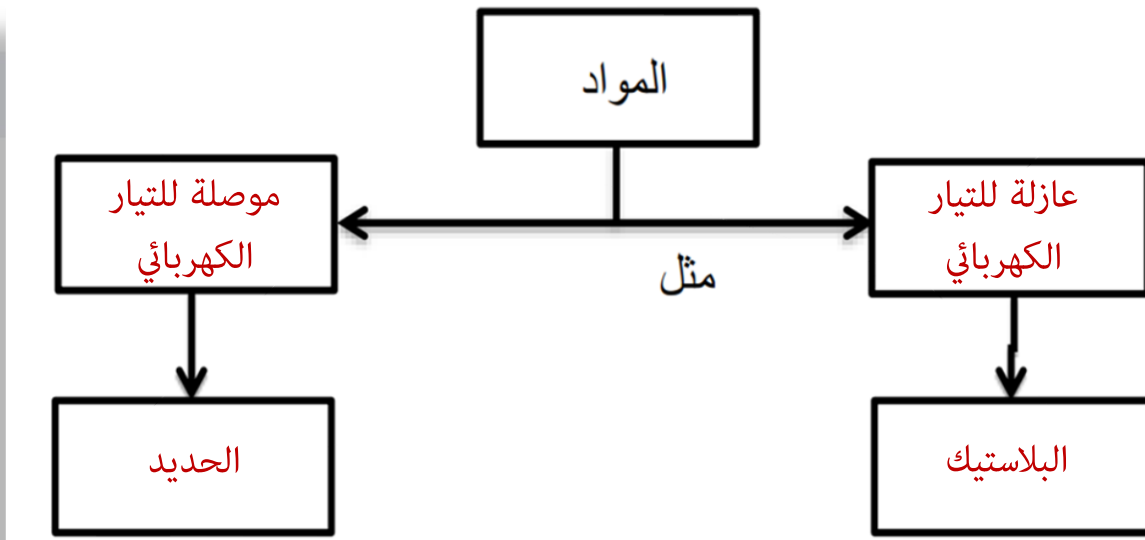 المواد
عازلة للتيار
الكهربائي
موصلة للتيار
الكهربائي
مثل
البلاستيك
الحديد